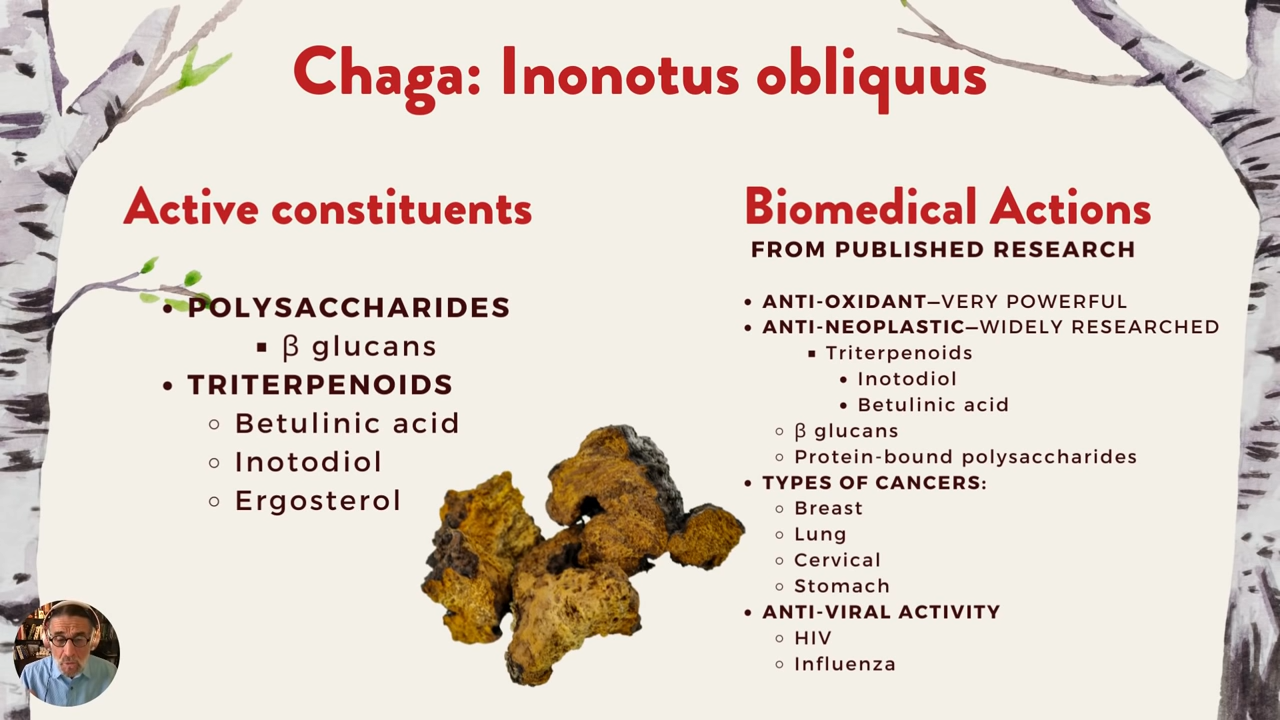 Chaga: Inonotus obliquus
Active constituents
• POLYSACCHARIDES
▪ β glucans
• TRITERPENOIDS
◦ Betulinic acid
◦ Inotodiol
◦ Ergosterol
Biomedical Actions
FROM PUBLISHED RESEARCH
• ANTI-OXIDANT—VERY POWERFUL
• ANTI-NEOPLASTIC—WIDELY RESEARCHED
▪ Triterpenoids
• Inotodiol
• Betulinic acid
◦ β glucans
◦ Protein-bound polysaccharides
• TYPES OF CANCERS:
◦ Breast
◦ Lung
◦ Cervical
◦ Stomach
• ANTI-VIRAL ACTIVITY
◦ HIV
◦ Influenza